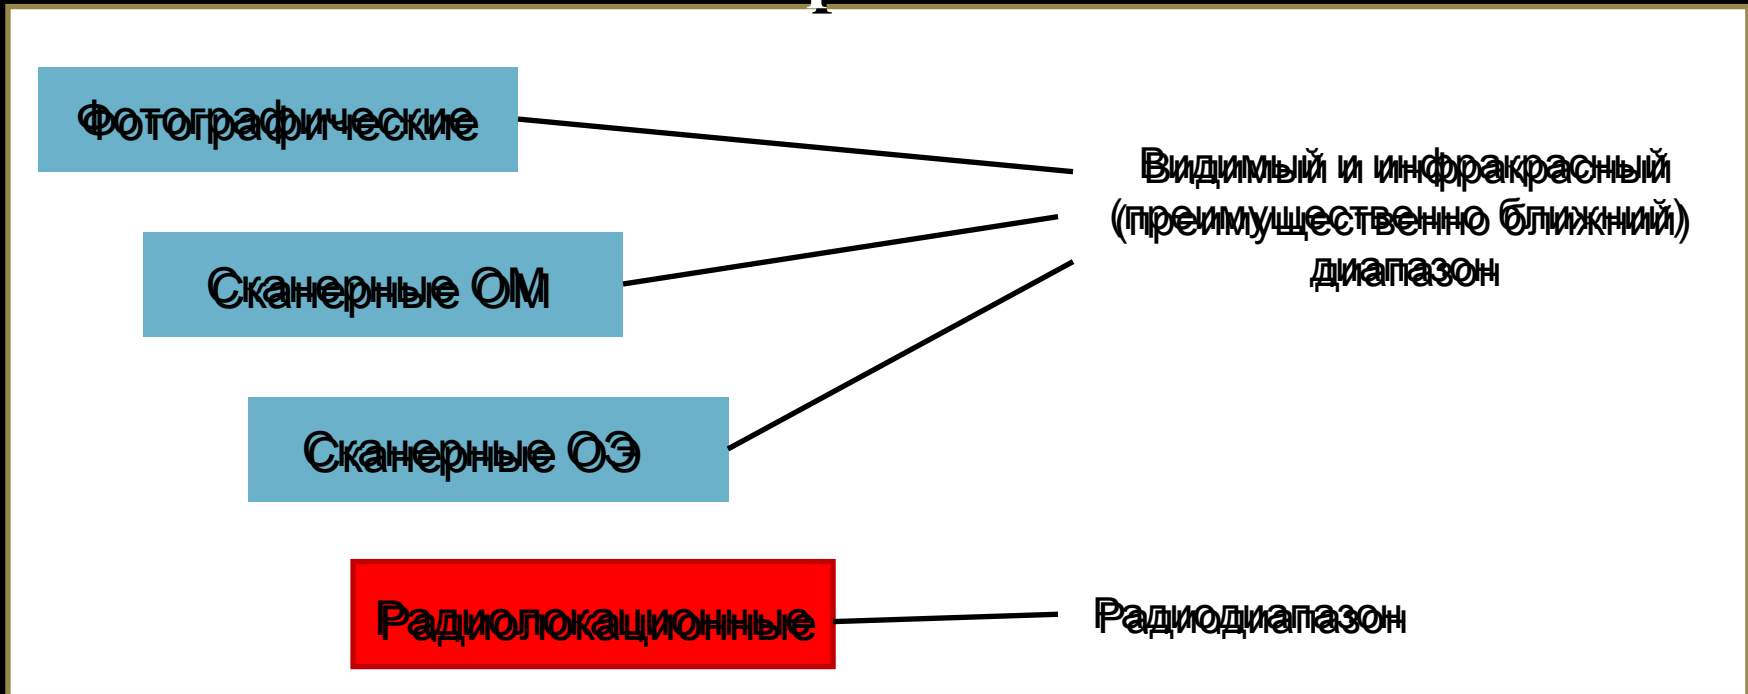 Фотографические
Видимый и инфракрасный
(преимущественно ближний)
диапазон
Сканерные ОМ
Сканерные ОЭ
Радиолокационные
Радиодиапазон